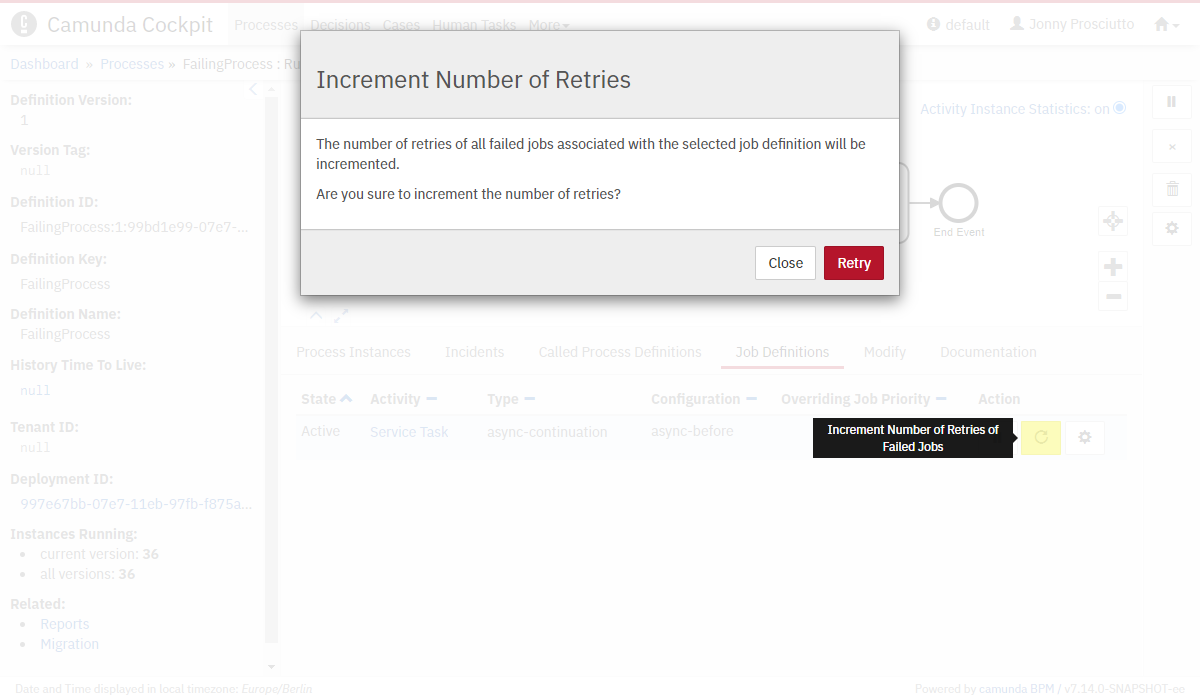 Camunda Cockpit
Processes
Decisions
Cases
Human Tasks
More
default
Jonny Prosciutto
Dashboard » Processes » FailingProcess : Ru
Increment Number of Retries
The number of retries of all failed jobs associated with the selected job definition will be
incremented.
Are you sure to increment the number of retries?
Close
Retry
Definition Version:
1
Version Tag:
null
Definition ID:
FailingProcess:1:99bd1e99-07e7-...
Definition Key:
FailingProcess
Definition Name:
FailingProcess
History Time To Live:
null
Tenant ID:
null
Deployment ID:
997e67bb-07e7-11eb-97fb-f875a...
Instances Running:
current version: 36
all versions: 36
Related:
Reports
Migration
Activity Instance Statistics: on
End Event
Process Instances
Incidents
Called Process Definitions
Job Definitions
Modify
Documentation
State
Activity
Type
Configuration
Overriding Job Priority
Action
Active
Service Task
async-continuation
async-before
Increment Number of Retries of
Failed Jobs
Date and Time displayed in local timezone: Europe/Berlin
Powered by camunda BPM / v7.14.0-SNAPSHOT-ee